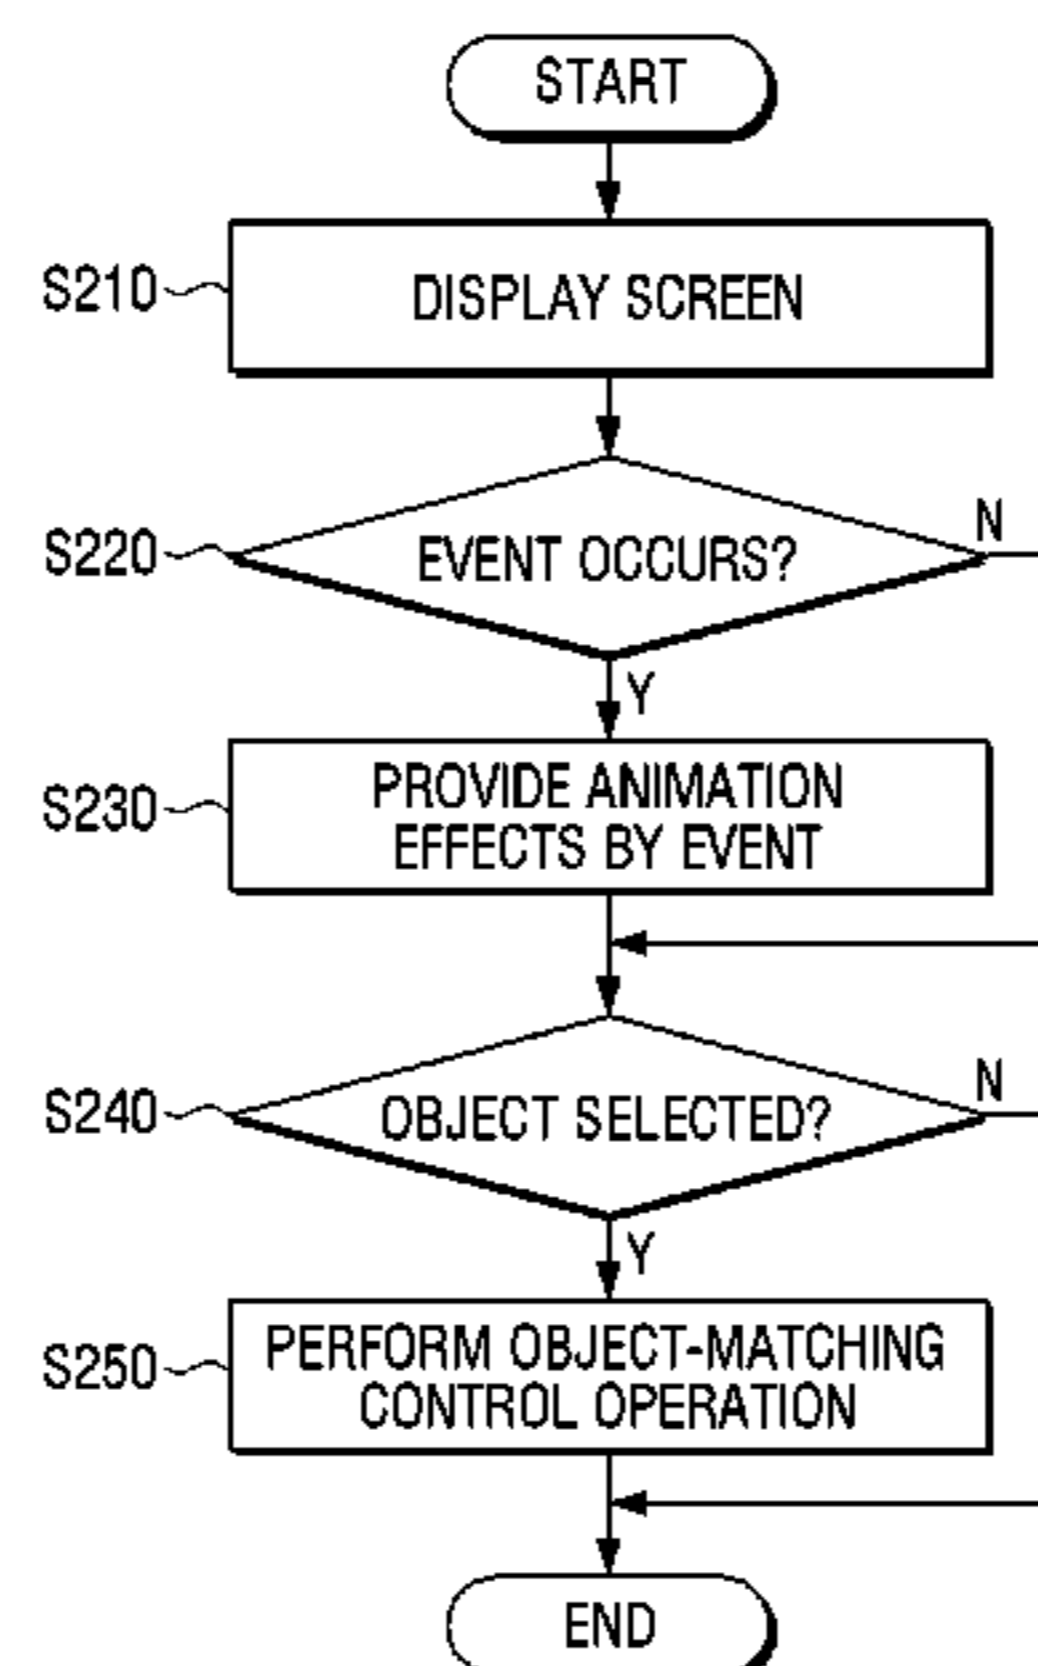 START
S210
DISPLAY SCREEN
S220
EVENT OCCURS?
N
Y
S230
PROVIDE ANIMATION
EFFECTS BY EVENT
S240
OBJECT SELECTED?
N
Y
S250
PERFORM OBJECT-MATCHING
CONTROL OPERATION
END